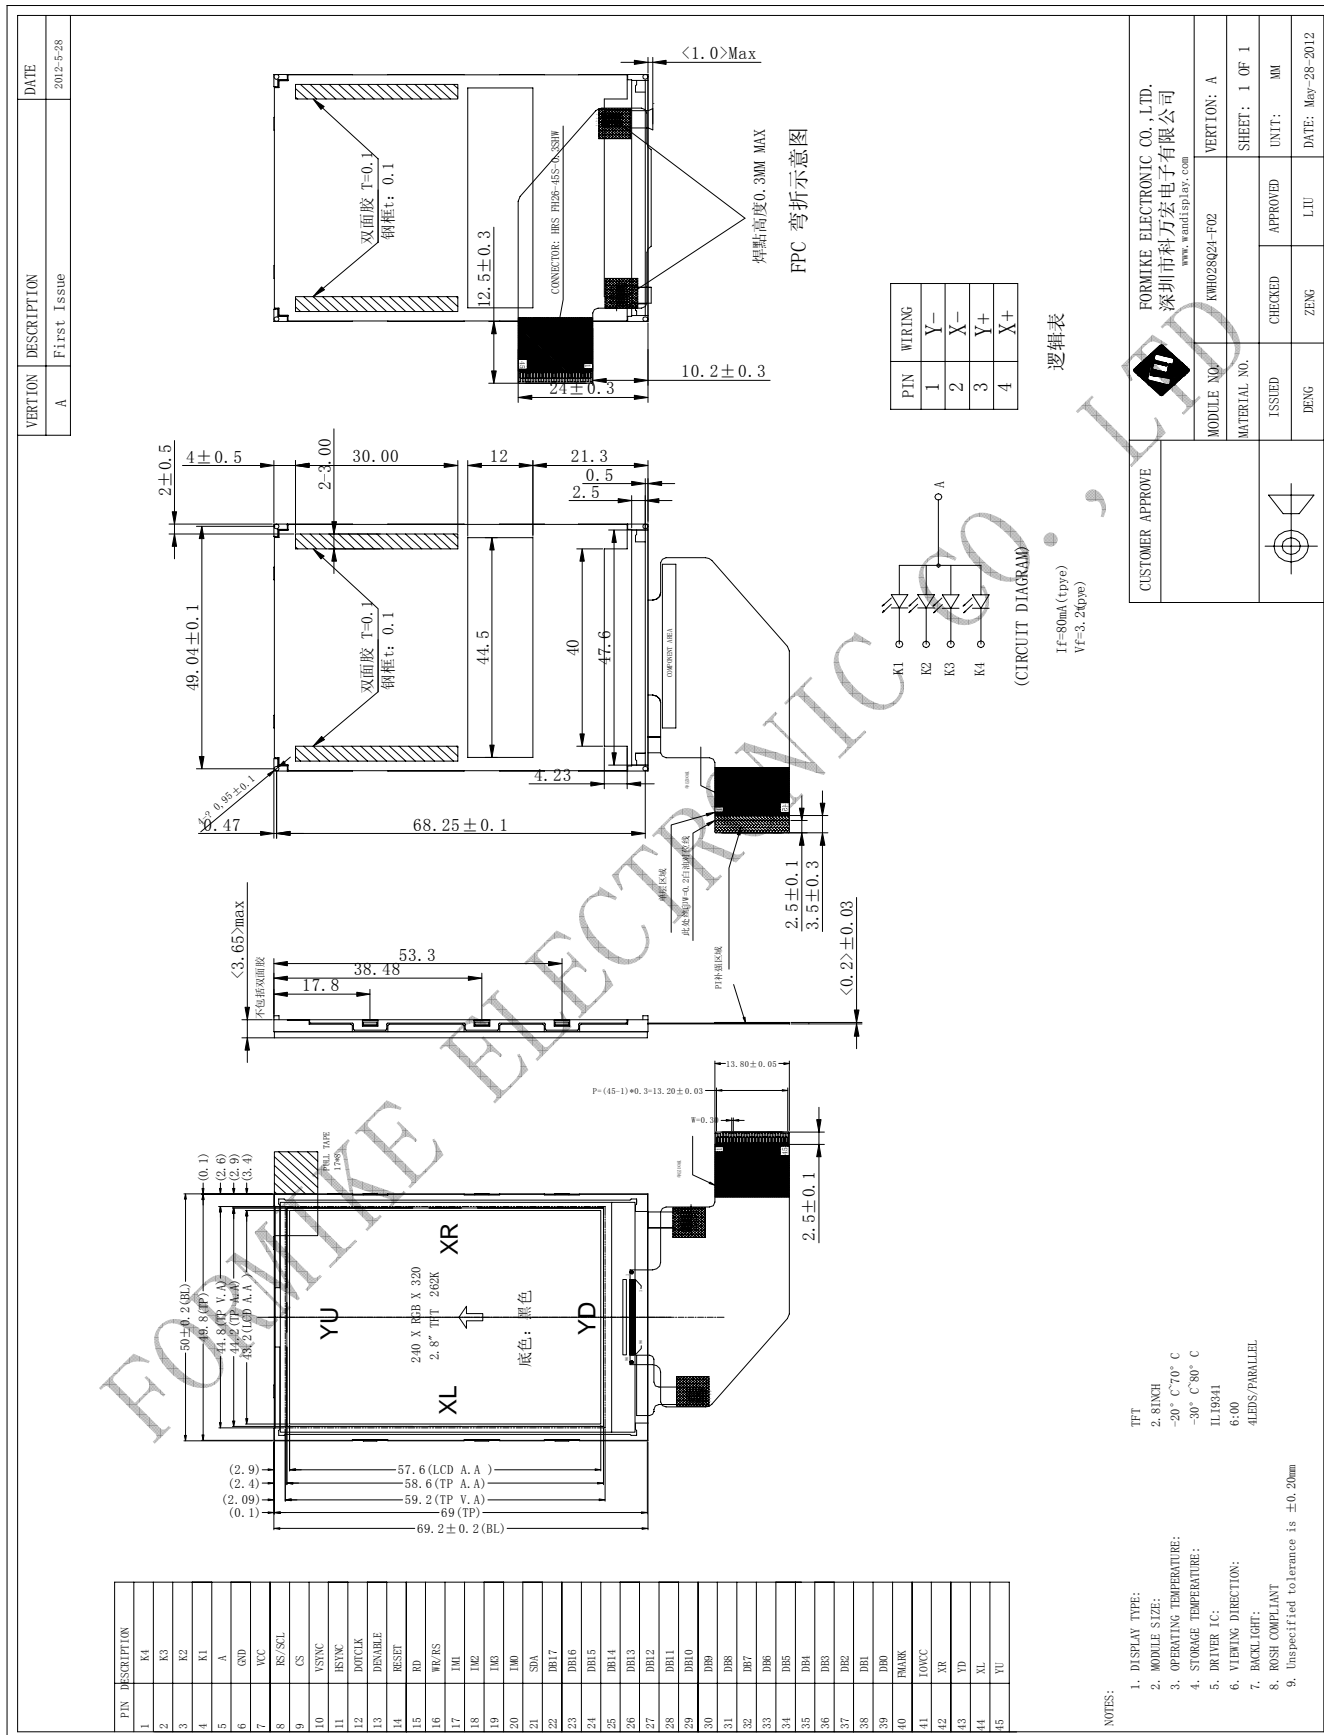 VERTION DESCRIPTION DATE
A First Issue 2012-5-28
PIN DESCRIPTION
1 K4
2 K3
3 K2
4 K1
5 A
6 GND
7 VCC
8 RS/SCL
9 CS
10 VSYNC
11 HSYNC
12 DOTCLK
13 DENABLE
14 RESET
15 RD
16 WR/RS
17 IM1
18 IM2
19 IM3
20 IM0
21 SDA
22 DB17
23 DB16
24 DB15
25 DB14
26 DB13
27 DB12
28 DB11
29 DB10
30 DB9
31 DB8
32 DB7
33 DB6
34 DB5
35 DB4
36 DB3
37 DB2
38 DB1
39 DB0
40 FMARK
41 IOVCC
42 XR
43 YD
44 XL
45 YU
50±0.2(BL)
49.8(TP)
44.8(TP V.A)
44.2(TP A.A)
43.2(LCD A.A )
(0.1)
(2.6)
(2.9)
(3.4)
PULL TAPE
17*8
(2.9)
(2.4)
(2.09)
(0.1)
57.6(LCD A.A )
58.6(TP A.A)
59.2(TP V.A)
69(TP)
69.2±0.2(BL)
YU
XL
XR
YD
240 X RGB X 320
2.8" TFT 262K
底色: 黑色
13.80±0.05
P=(45-1)*0.3=13.20±0.03
2.5±0.1
<3.65>max
不包括双面胶
17.8
38.48
53.3
<0.2>±0.03
PI补强区域
49.04±0.1
2±0.5
4±0.5
0.47
68.25±0.1
双面胶 T=0.1
钢框t: 0.1
2-3.00
30.00
12
21.3
0.5
2.5
44.5
40
47.6
4.23
COMPONENT AREA
2.5±0.1
3.5±0.3
双面胶 T=0.1
钢框t: 0.1
<1.0>Max
12.5±0.3
CONNECTOR: HRS FH26-45S-0.3SHW
24±0.3
10.2±0.3
焊點高度0.3MM MAX
FPC 弯折示意图
PIN WIRING
1 Y-
2 X-
3 Y+
4 X+
逻辑表
K1
K2
K3
K4
A
(CIRCUIT DIAGRAM)
If=80mA(tpye)
NOTES:
1. DISPLAY TYPE: TFT
2. MODULE SIZE: 2.8INCH
3. OPERATING TEMPERATURE: -20° C~70° C
4. STORAGE TEMPERATURE: -30° C~80° C
5. DRIVER IC: ILI9341
6. VIEWING DIRECTION: 6:00
7. BACKLIGHT: 4LEDS/PARALLEL
8. ROSH COMPLIANT
9. Unspecified tolerance is ±0.20mm
CUSTOMER APPROVE
FORMIKE ELECTRONIC CO.,LTD.
深圳市科万宏电子有限公司
www.wandisplay.com
MODULE NO. KWH028Q24-F02 VERTION: A
MATERIAL NO. SHEET: 1 OF 1
ISSUED CHECKED APPROVED UNIT: MM
DENG ZENG LIU DATE: May-28-2012
FORMIKE ELECTRONIC CO., LTD